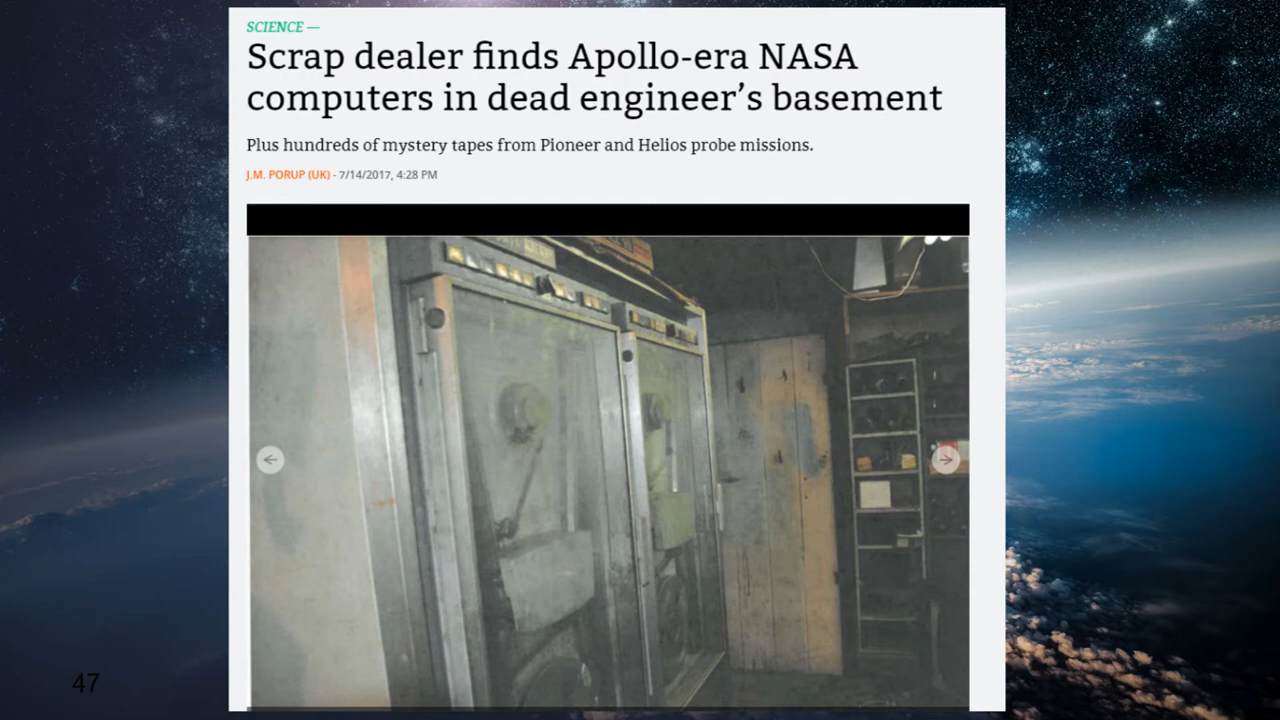 SCIENCE —
Scrap dealer finds Apollo-era NASA
computers in dead engineer’s basement
Plus hundreds of mystery tapes from Pioneer and Helios probe missions.
J.M. PORUP (UK) - 7/14/2017, 4:28 PM
47